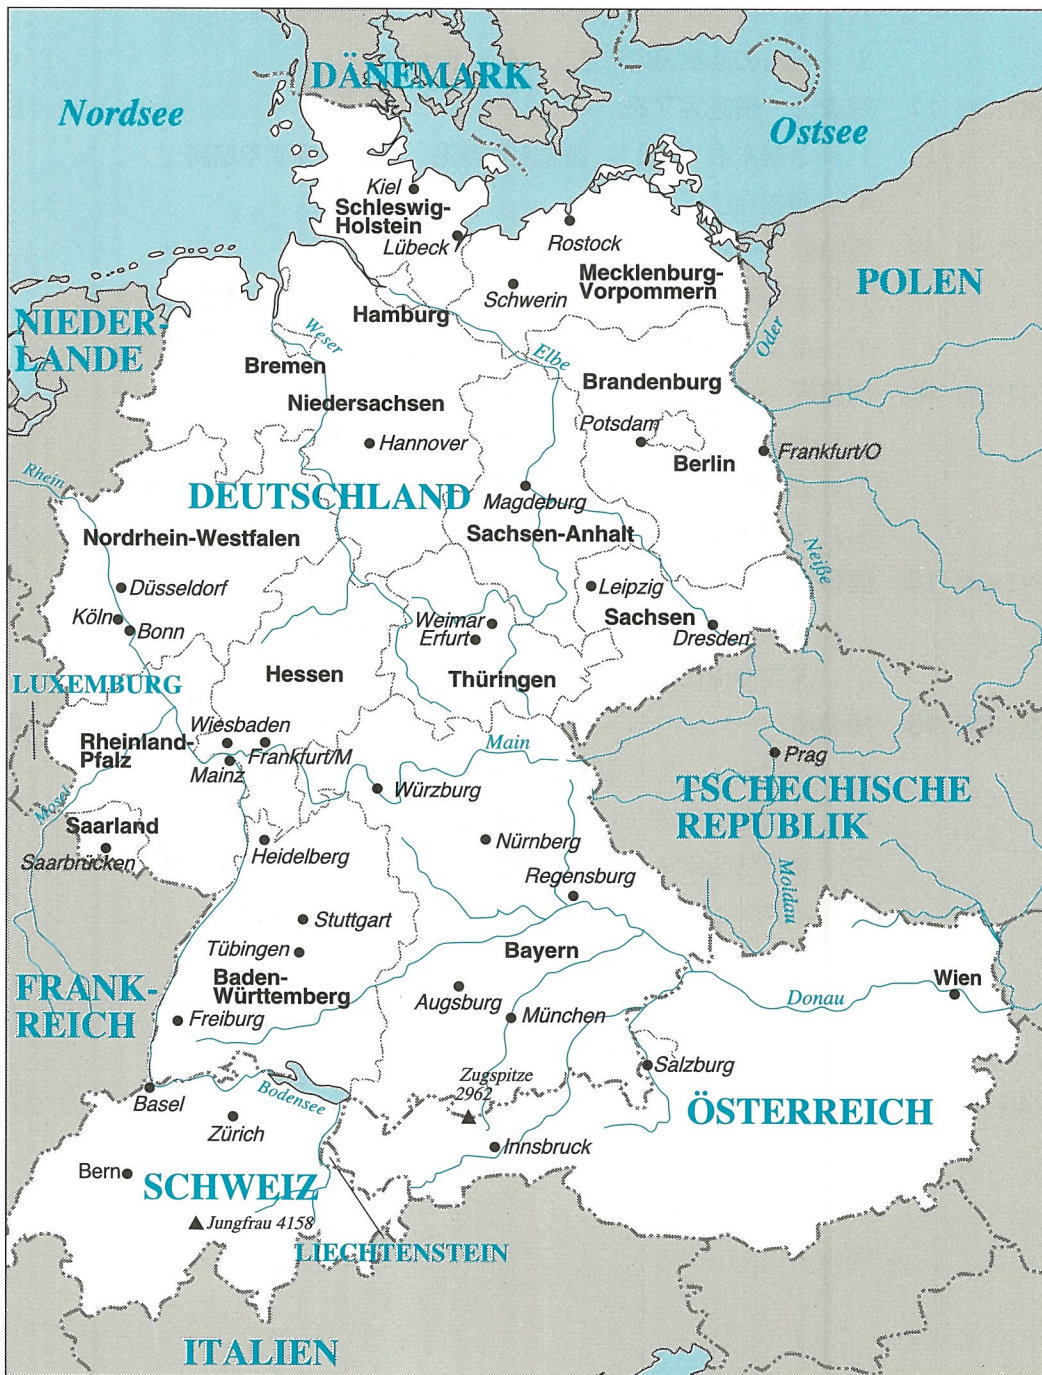 DÄNEMARK
Nordsee
Ostsee
Kiel
Schleswig-
Holstein
Lübeck
Rostock
Mecklenburg-
Vorpommern
Schwerin
POLEN
NIEDER-
LANDE
Hamburg
Weser
Elbe
Oder
Bremen
Brandenburg
Niedersachsen
Potsdam
Hannover
Berlin
Frankfurt/O
Rhein
DEUTSCHLAND
Magdeburg
Nordrhein-Westfalen
Sachsen-Anhalt
Neiße
Düsseldorf
Leipzig
Köln
Bonn
Weimar
Erfurt
Sachsen
Dresden
Hessen
Thüringen
LUXEMBURG
Wiesbaden
Rheinland-
Pfalz
Frankfurt/M
Main
Mainz
Prag
Mosel
Würzburg
TSCHECHISCHE
REPUBLIK
Saarland
Saarbrücken
Heidelberg
Nürnberg
Regensburg
Moldau
Stuttgart
Tübingen
Bayern
Baden-
Württemberg
FRANK-
REICH
Augsburg
Donau
Wien
Freiburg
München
Salzburg
Zugspitze
2962
Basel
Bodensee
ÖSTERREICH
Zürich
Innsbruck
Bern
SCHWEIZ
Jungfrau 4158
LIECHTENSTEIN
ITALIEN